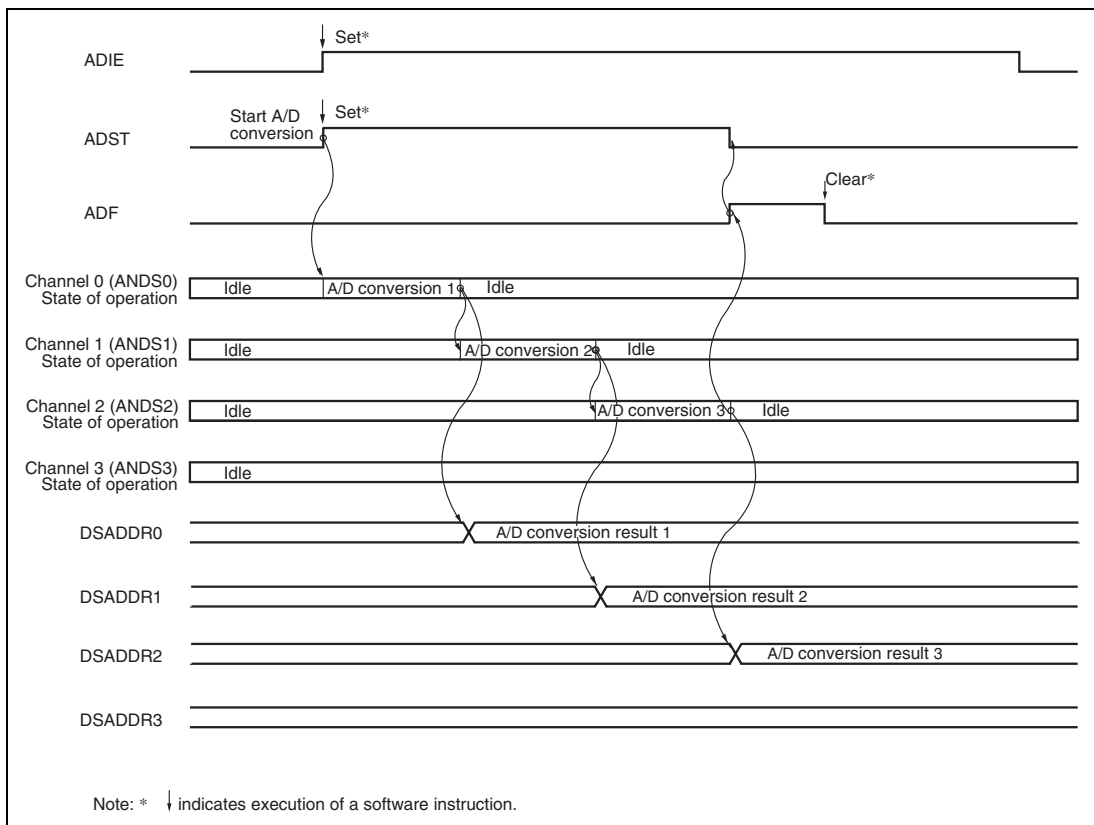 Set*
ADIE
Start A/D
conversion
Set*
ADST
Clear*
ADF
Channel 0 (ANDS0)
State of operation
Idle
A/D conversion 1
Idle
Channel 1 (ANDS1)
State of operation
Idle
A/D conversion 2
Idle
Channel 2 (ANDS2)
State of operation
Idle
A/D conversion 3
Idle
Channel 3 (ANDS3)
State of operation
Idle
DSADDR0
A/D conversion result 1
DSADDR1
A/D conversion result 2
DSADDR2
A/D conversion result 3
DSADDR3
Note: * ↓ indicates execution of a software instruction.